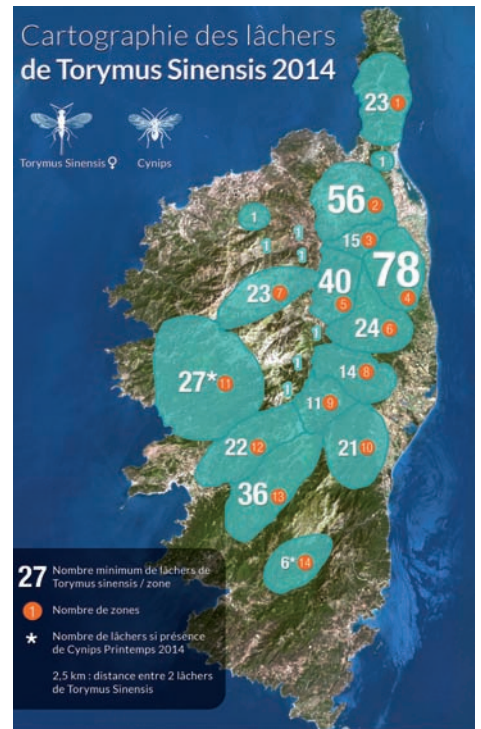 Cartographie des lâchers
de Torymus Sinensis 2014
Torymus Sinensis ♀ Cynips
23 1
1
56 2
1
15 3
1
1
78 4
40 5
23 7
24 6
1
14 8
1
27* 11
1
11 9
22 12
21 10
36 13
6* 14
27 Nombre minimum de lâchers de
Torymus sinensis / zone
1 Nombre de zones
* Nombre de lâchers si présence
de Cynips Printemps 2014
2,5 km : distance entre 2 lâchers
de Torymus Sinensis